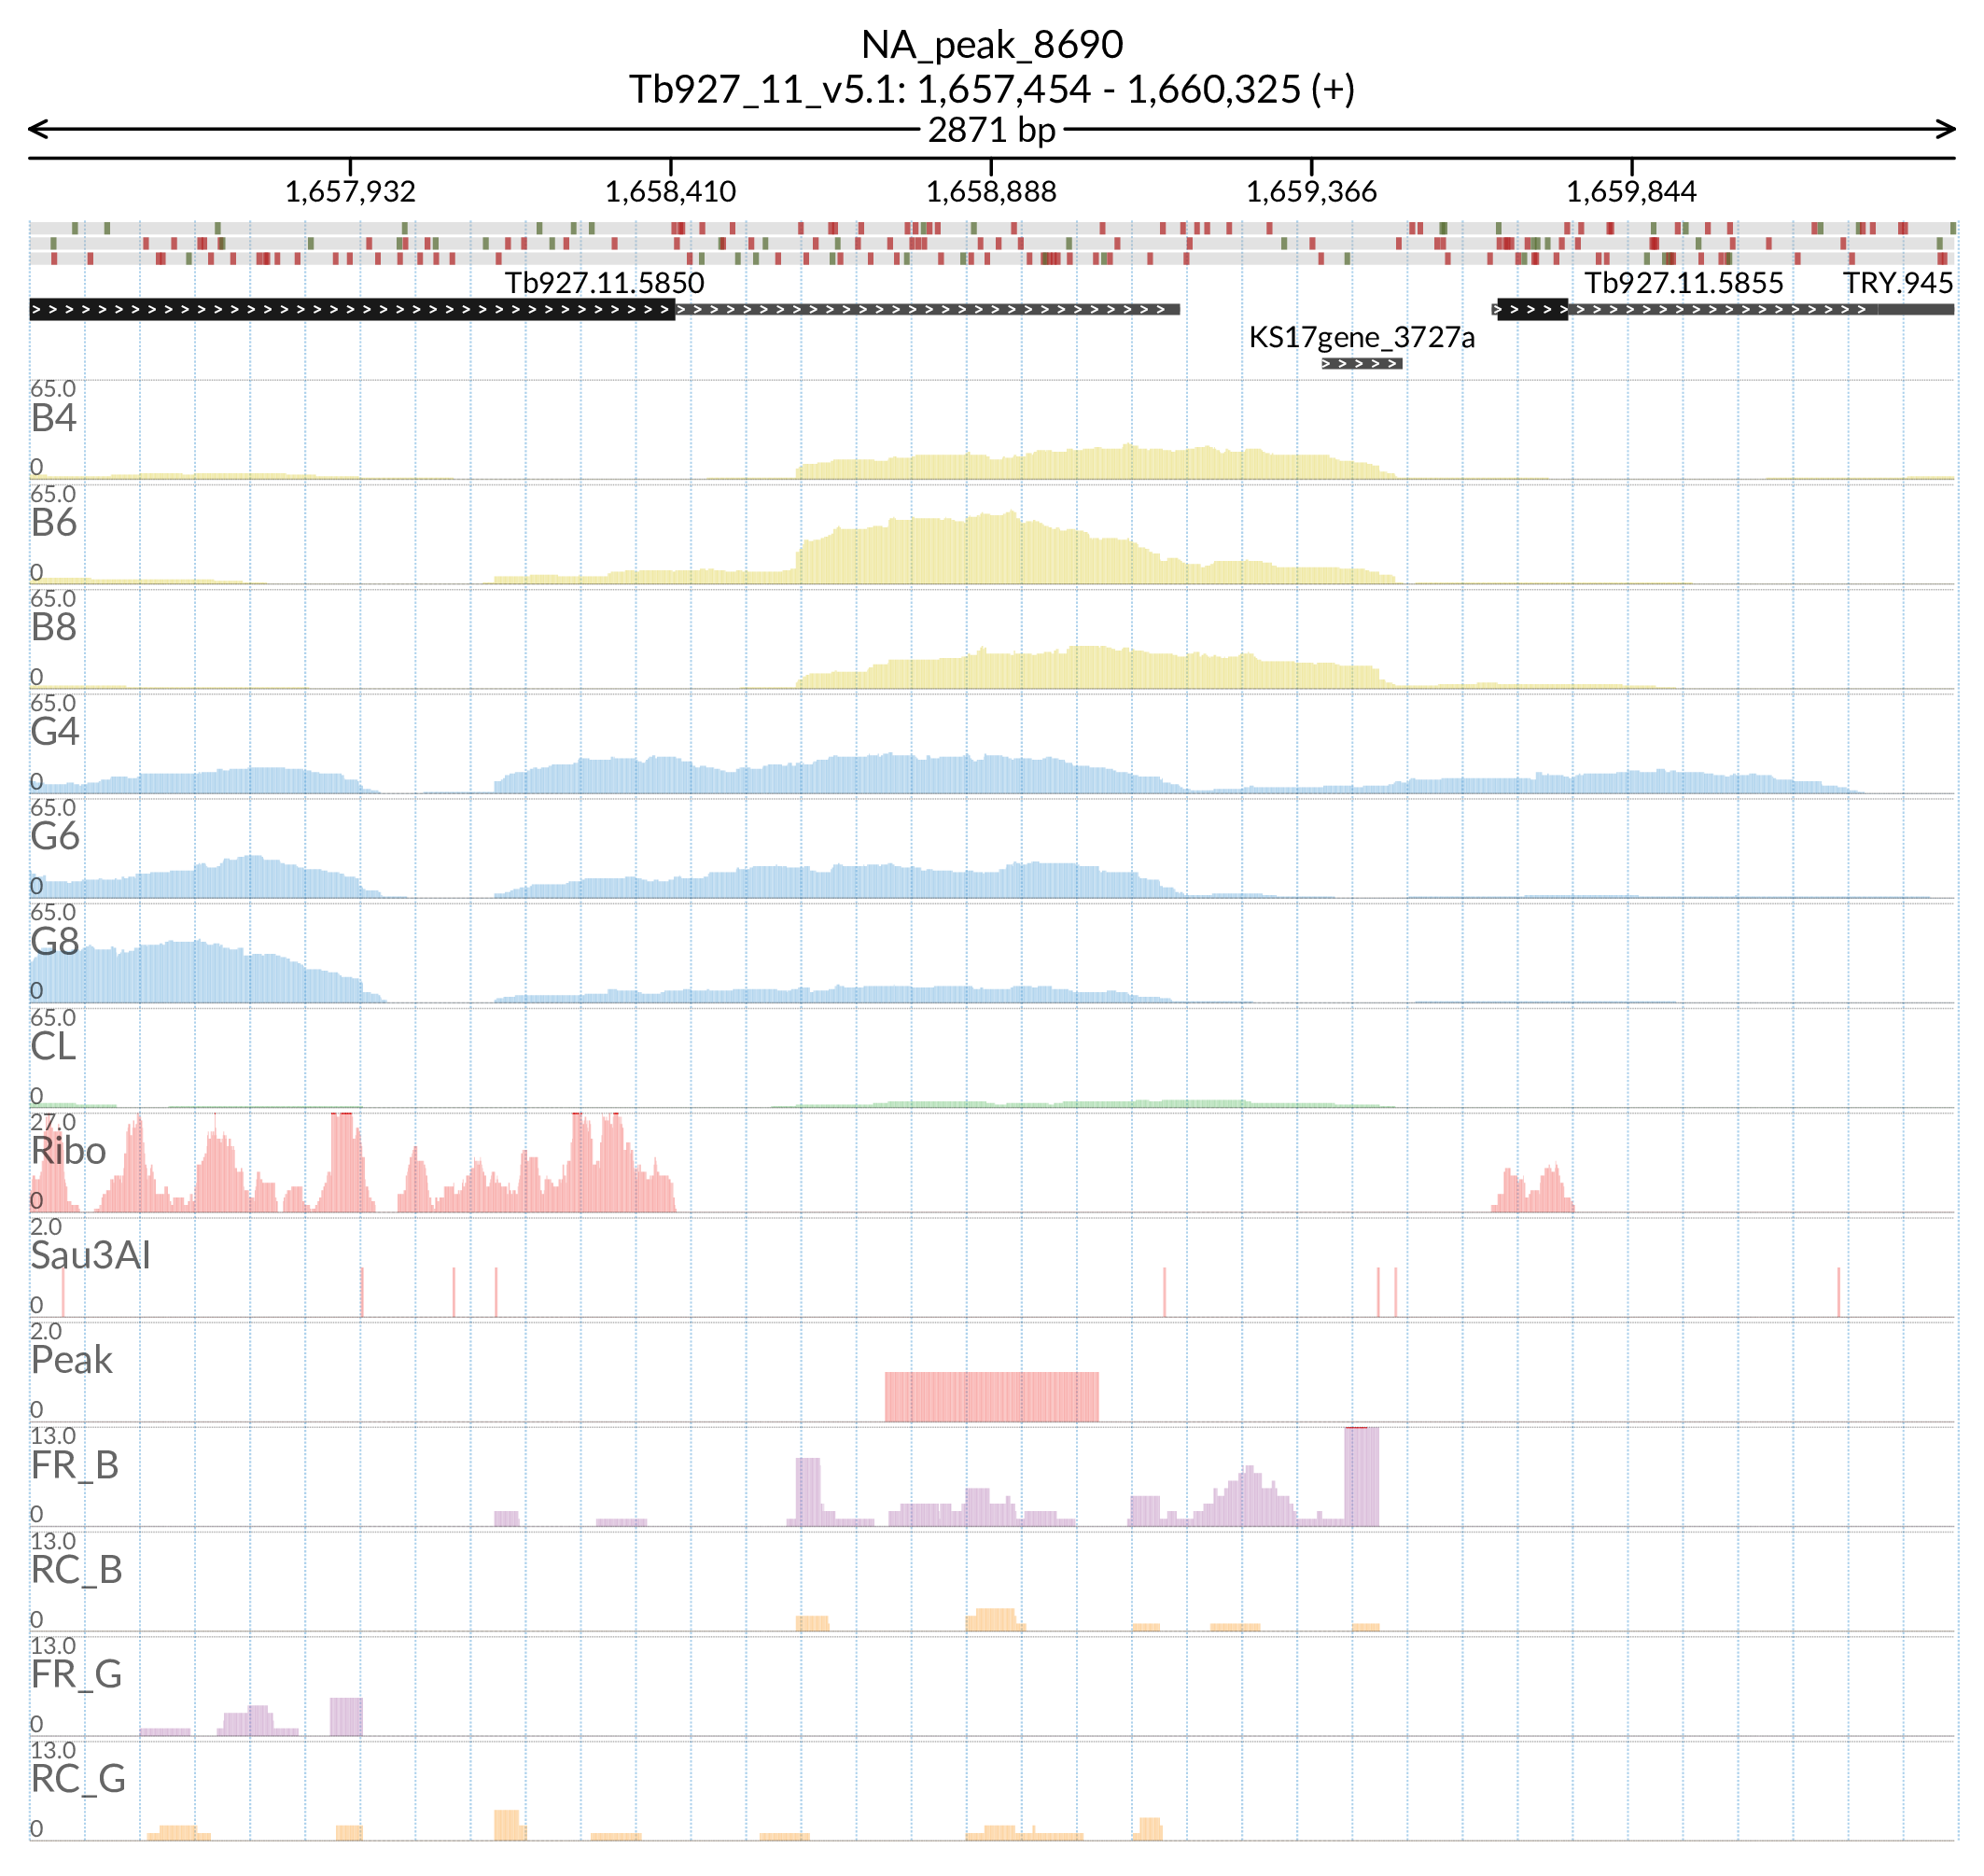 NA_peak_8690
Tb927_11_v5.1: 1,657,454 - 1,660,325 (+)
2871 bp
1,657,932 1,658,410 1,658,888 1,659,366 1,659,844
Tb927.11.5850 Tb927.11.5855 TRY.945
KS17gene_3727a
65.0
B4
0
65.0
B6
0
65.0
B8
0
65.0
G4
0
65.0
G6
0
65.0
G8
0
65.0
CL
0
27.0
Ribo
0
2.0
Sau3AI
0
2.0
Peak
0
13.0
FR_B
0
13.0
RC_B
0
13.0
FR_G
0
13.0
RC_G
0